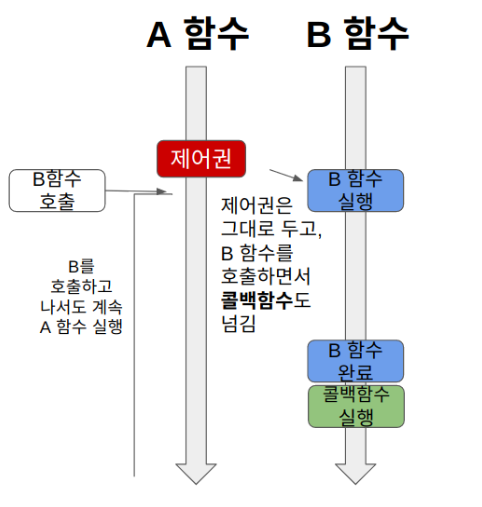 A 함수
B 함수
제어권
B함수
호출
B 함수
실행
제어권은
그대로 두고,
B 함수를
호출하면서
콜백함수도
넘김
B를
호출하고
나서도 계속
A 함수 실행
B 함수
완료
콜백함수
실행